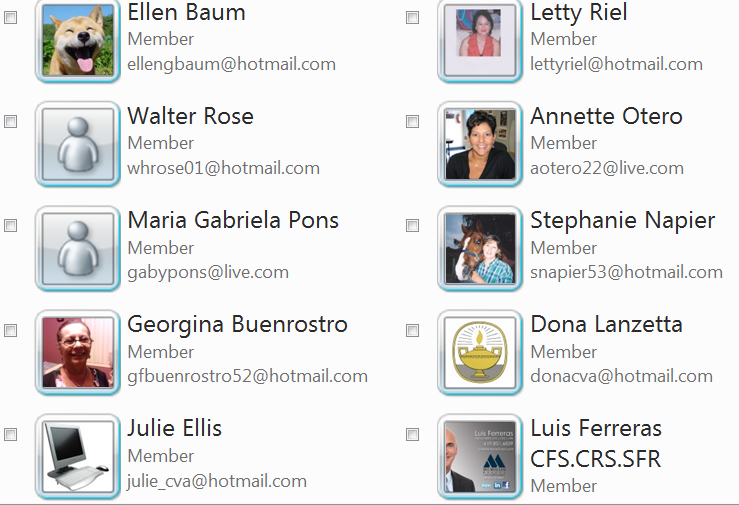 Ellen Baum
Member
ellengbaum@hotmail.com
Letty Riel
Member
lettyriel@hotmail.com
Walter Rose
Member
whrose01@hotmail.com
Annette Otero
Member
aotero22@live.com
Maria Gabriela Pons
Member
gabypons@live.com
Stephanie Napier
Member
snapier53@hotmail.com
Georgina Buenrostro
Member
gfbuenrostro52@hotmail.com
Dona Lanzetta
Member
donacva@hotmail.com
Julie Ellis
Member
julie_cva@hotmail.com
Luis Ferreras
Luis Ferreras
CFS.CRS.SFR
Member